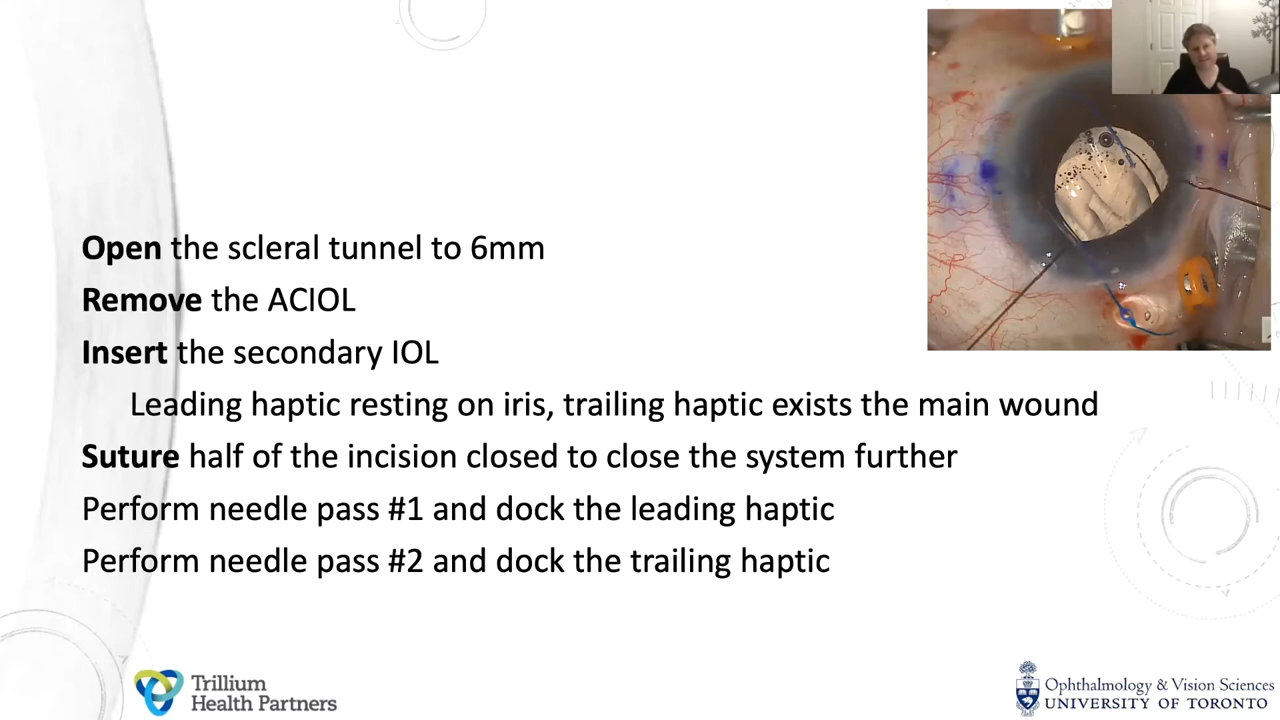 Open the scleral tunnel to 6mm
Remove the ACIOL
Insert the secondary IOL
Leading haptic resting on iris, trailing haptic exists the main wound
Suture half of the incision closed to close the system further
Perform needle pass #1 and dock the leading haptic
Perform needle pass #2 and dock the trailing haptic
Trillium
Health Partners
Ophthalmology & Vision Sciences
UNIVERSITY OF TORONTO